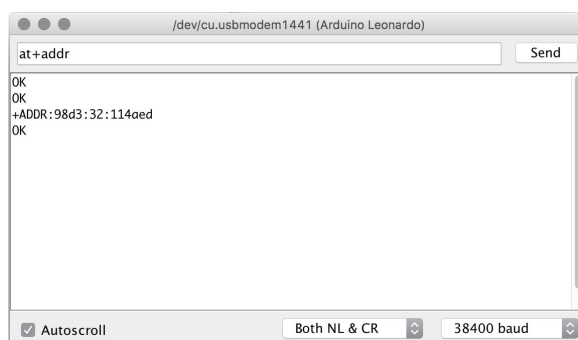 /dev/cu.usbmodem1441 (Arduino Leonardo)
at+addr
Send
OK
OK
+ADDR:98d3:32:114aed
OK
Autoscroll
Both NL & CR
38400 baud